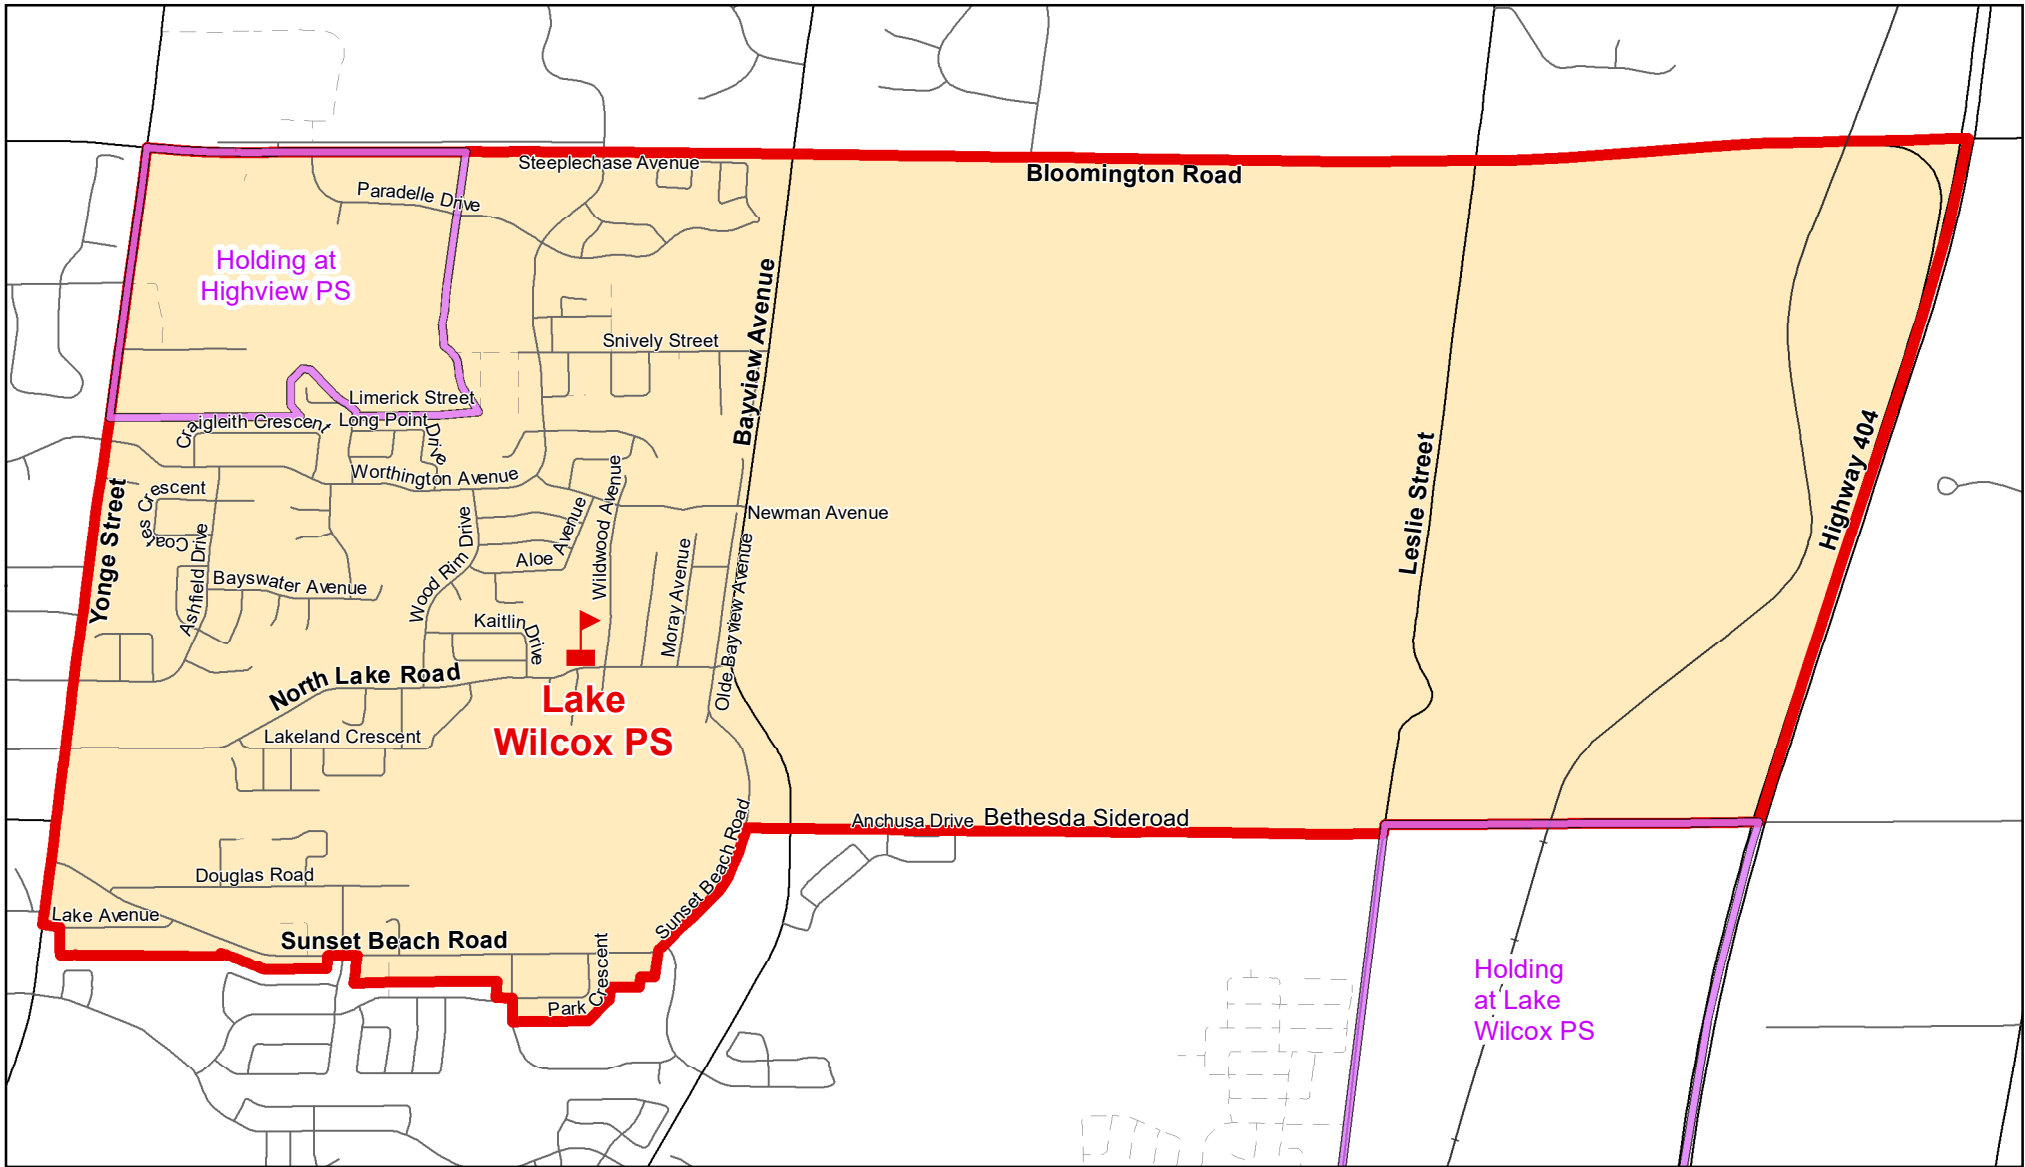 Steeplechase Avenue
Bloomington Road
Paradelle Drive
Holding at
Highview PS
Bayview Avenue
Snively Street
Limerick Street
Craigleith Crescent
Long Point Drive
Highway 404
Leslie Street
Worthington Avenue
Coates Crescent
Yonge Street
Newman Avenue
Wildwood Avenue
Aloe Avenue
Wood Rim Drive
Ashfield Drive
Bayswater Avenue
Moray Avenue
Olde Bayview Avenue
Kaitlin Drive
North Lake Road
Lake
Wilcox PS
Lakeland Crescent
Anchusa Drive
Bethesda Sideroad
Sunset Beach Road
Douglas Road
Lake Avenue
Sunset Beach Road
Park Crescent
Holding
at Lake
Wilcox PS